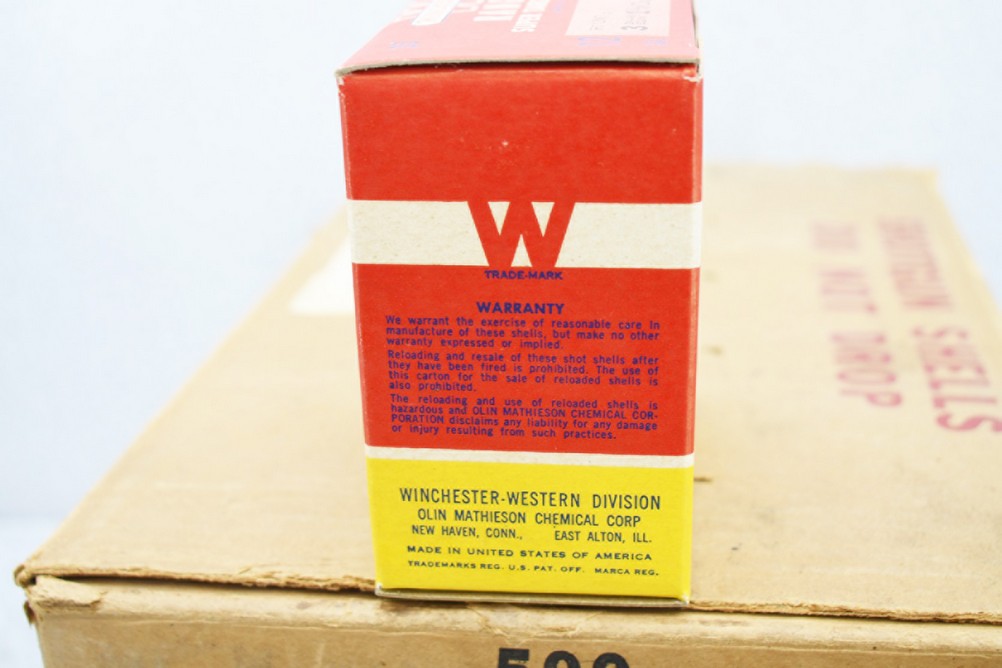 W
TRADE-MARK
WARRANTY
We warrant the exercise of reasonable care in
manufacture of these shells, but make no other
warranty expressed or implied.
Reloading and resale of these shot shells after
they have been fired is prohibited. The use of
this carton for the sale of reloaded shells is
also prohibited.
The reloading and use of reloaded shells is
hazardous and OLIN MATHIESON CHEMICAL COR-
PORATION disclaims any liability for any damage
or injury resulting from such practices.
WINCHESTER-WESTERN DIVISION
OLIN MATHIESON CHEMICAL CORP
NEW HAVEN, CONN., EAST ALTON, ILL.
MADE IN UNITED STATES OF AMERICA
TRADEMARKS REG. U.S. PAT. OFF. MARCA REG.
SHELLS
DO NOT DROP
500